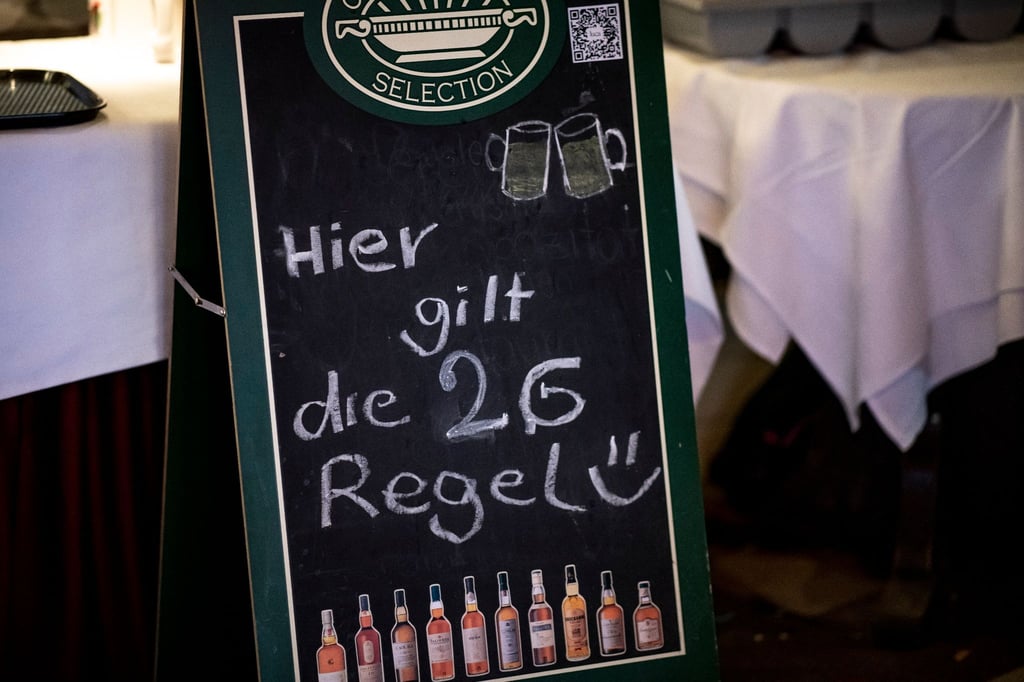 SELECTION
Hier
gilt
die 2G
Regel